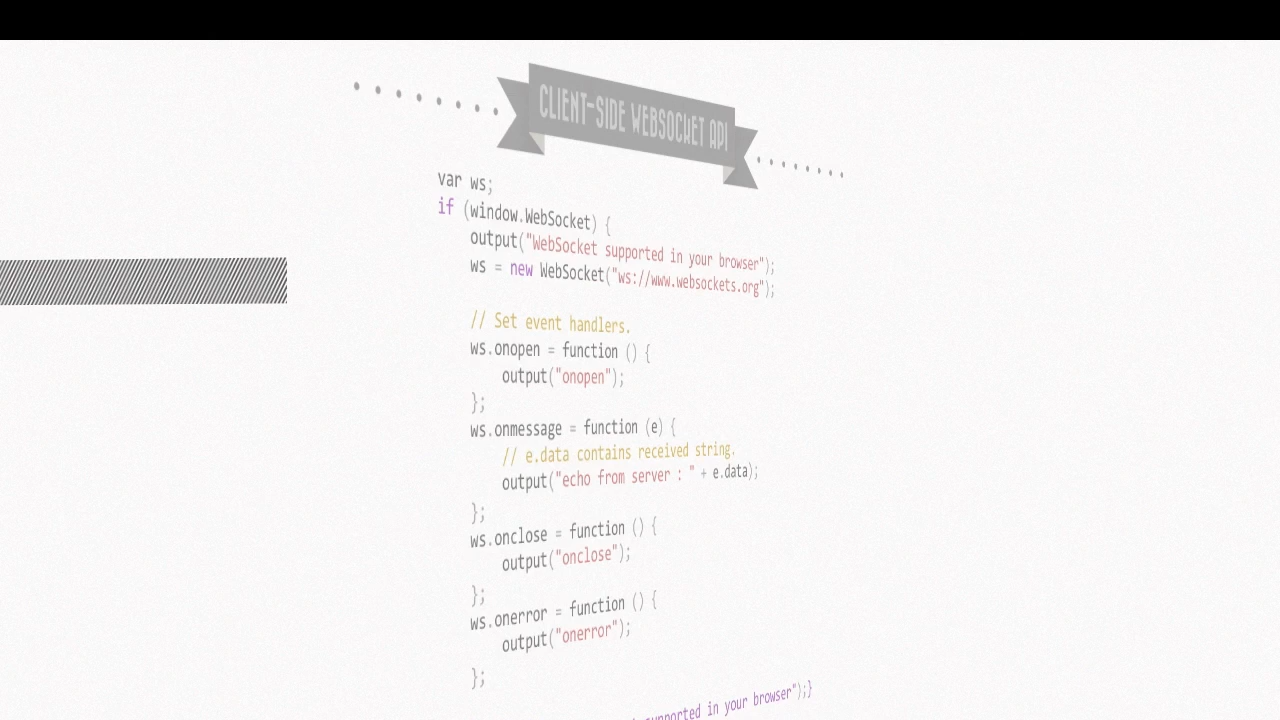 CLIENT-SIDE WEBSOCKET API
var ws;
if (window.WebSocket) {
output("WebSocket supported in your browser");
ws = new WebSocket("ws://www.websockets.org");
// Set event handlers.
ws.onopen = function () {
output("onopen");
};
ws.onmessage = function (e) {
// e.data contains received string.
output("echo from server : " + e.data);
};
ws.onclose = function () {
output("onclose");
};
ws.onerror = function () {
output("onerror");
};
supported in your browser");}